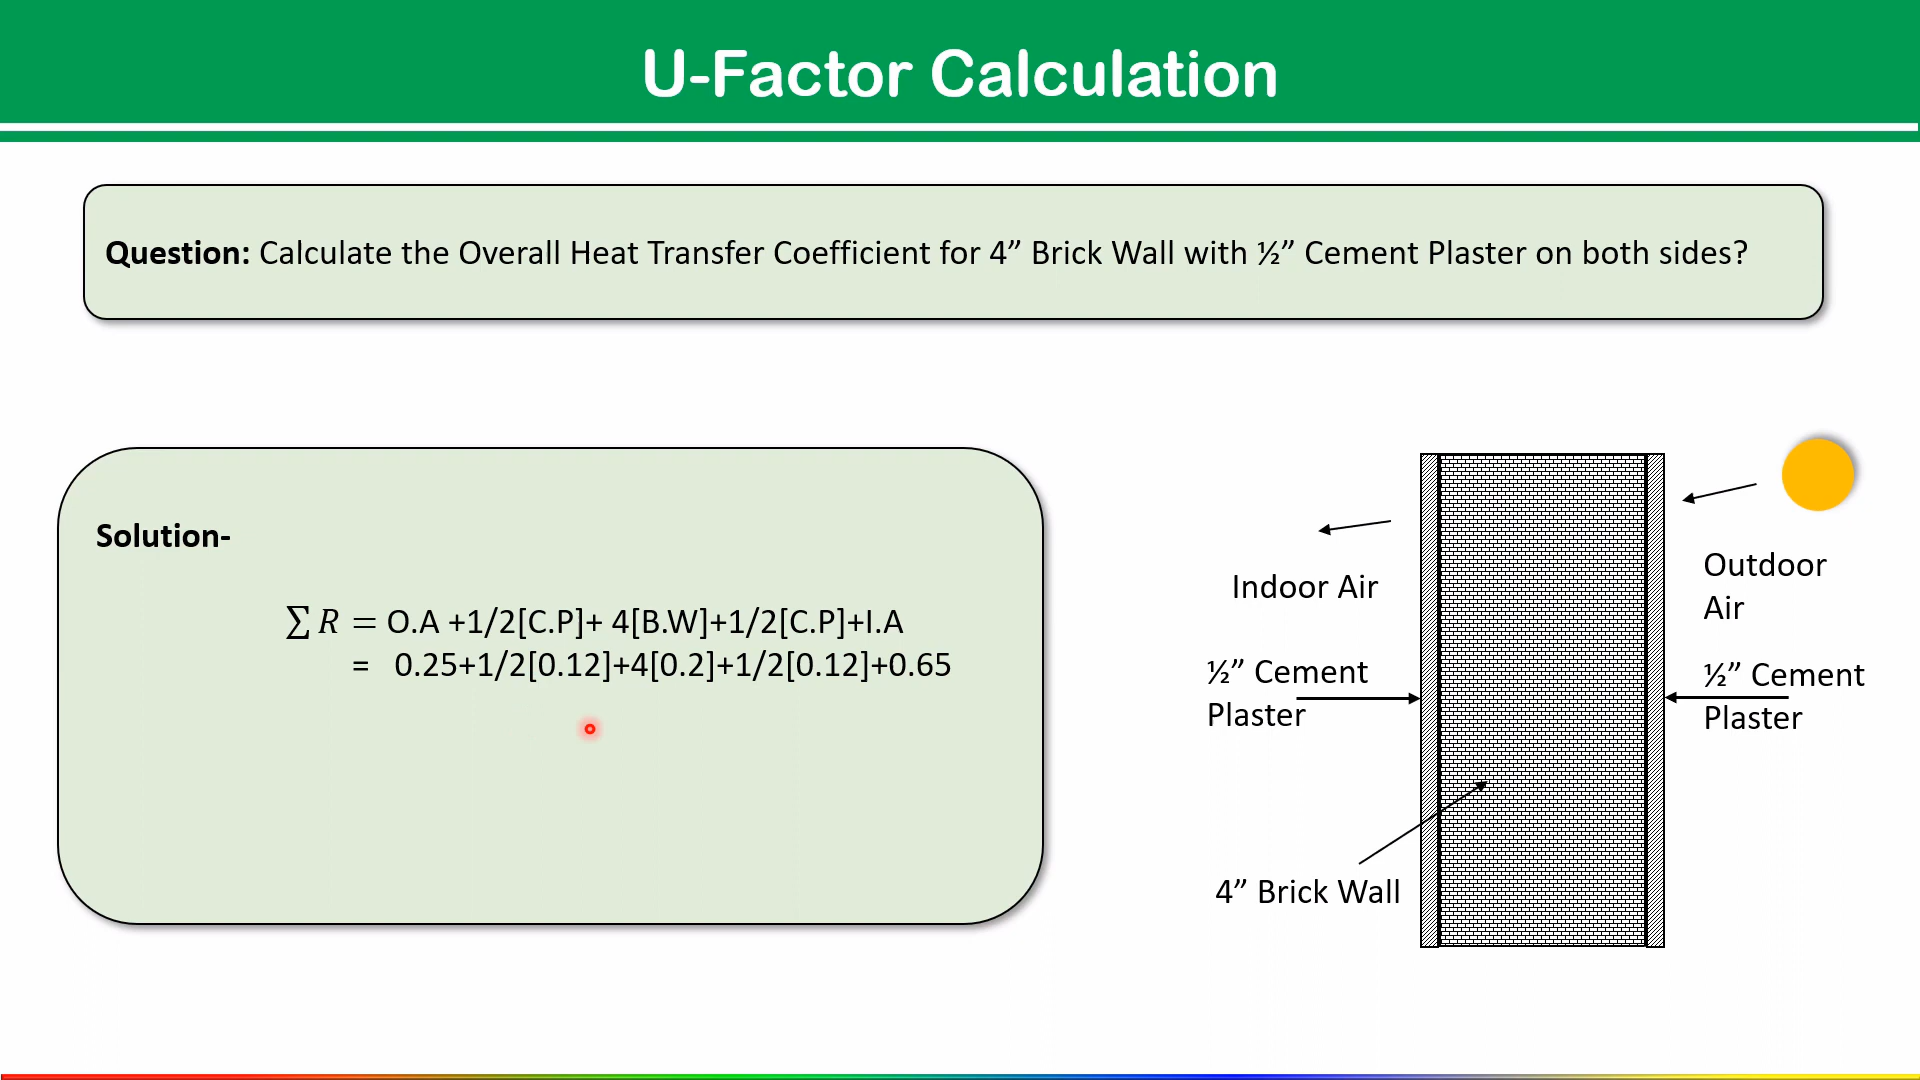 U-Factor Calculation
Question: Calculate the Overall Heat Transfer Coefficient for 4” Brick Wall with ½” Cement Plaster on both sides?
Solution-
∑ R = O.A +1/2[C.P]+ 4[B.W]+1/2[C.P]+I.A
= 0.25+1/2[0.12]+4[0.2]+1/2[0.12]+0.65
Indoor Air
Outdoor
Air
½” Cement
Plaster
½” Cement
Plaster
4” Brick Wall